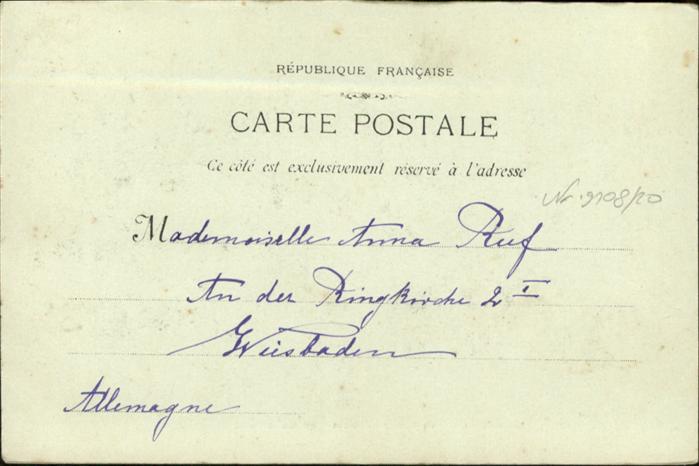 RÉPUBLIQUE FRANÇAISE
CARTE POSTALE
Ce côté est exclusivement réservé à l'adresse
Nr. 9108/20
Mademoiselle Anna Ruf
An der Ringkirche 2 I
Wiesbaden
Allemagne